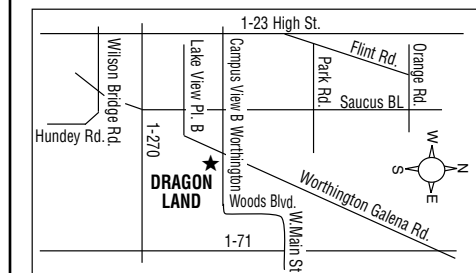 1-23 High St.
Flint Rd.
Orange Rd.
Park Rd.
Saucus BL
Wilson Bridge Rd.
Hundey Rd.
1-270
Lake View Pl. B
Campus View B Worthington
DRAGON
LAND
Woods Blvd.
Worthington Galena Rd.
W.Main St
1-71
W
N
S
E